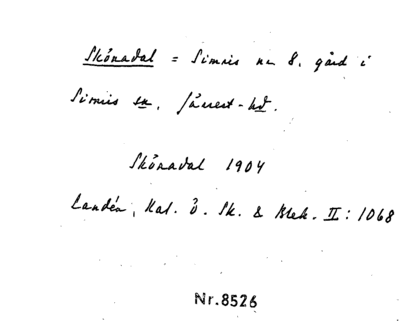 Skönadal = Simris nr 8, gård i
Simris sn, Järrest-hd.
Skönadal 1904
Landén, Kal. ö. Sk. & Blek. II: 1068
Nr.8526